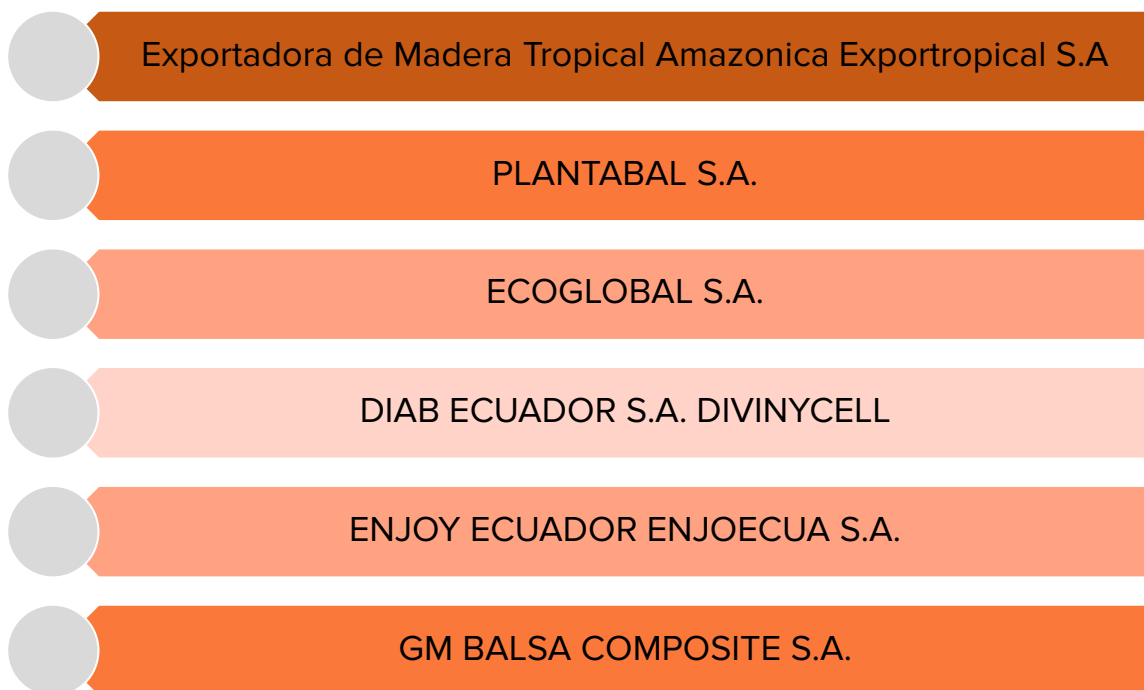 Exportadora de Madera Tropical Amazonica Exportropical S.A
PLANTABAL S.A.
ECOGLOBAL S.A.
DIAB ECUADOR S.A. DIVINYCELL
ENJOY ECUADOR ENJOECUA S.A.
GM BALSA COMPOSITE S.A.